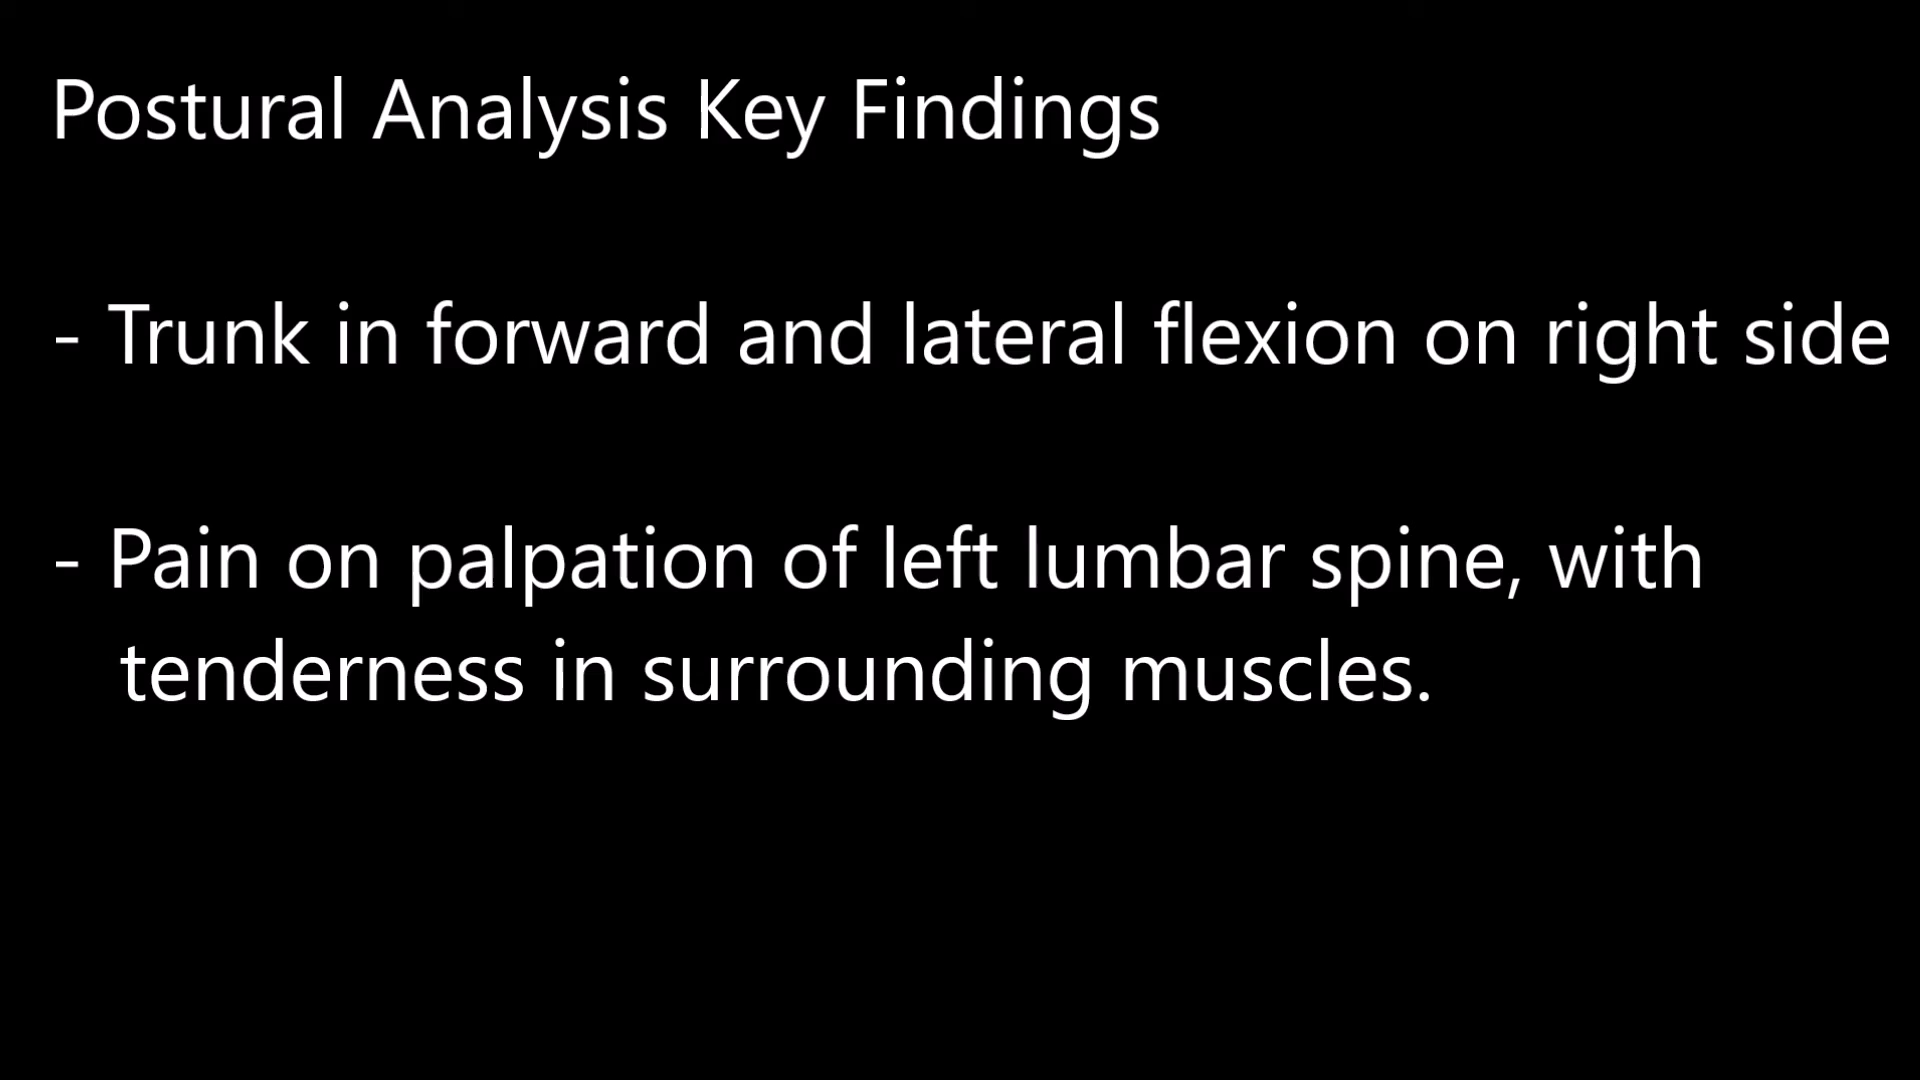 Postural Analysis Key Findings
- Trunk in forward and lateral flexion on right side
- Pain on palpation of left lumbar spine, with
tenderness in surrounding muscles.